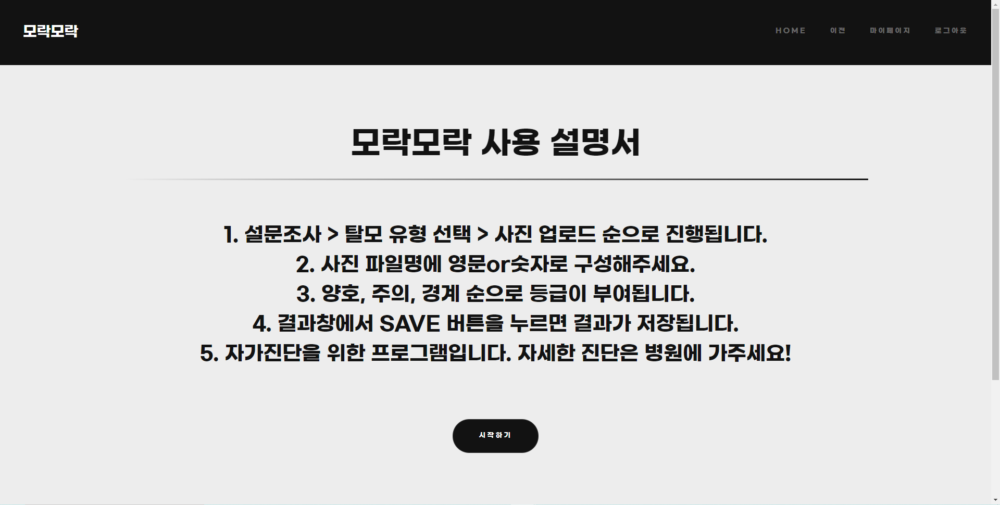 모락모락
HOME 이전 마이페이지 로그아웃
모락모락 사용 설명서
1. 설문조사 > 탈모 유형 선택 > 사진 업로드 순으로 진행됩니다.
2. 사진 파일명에 영문or숫자로 구성해주세요.
3. 양호, 주의, 경계 순으로 등급이 부여됩니다.
4. 결과창에서 SAVE 버튼을 누르면 결과가 저장됩니다.
5. 자가진단을 위한 프로그램입니다. 자세한 진단은 병원에 가주세요!
시작하기